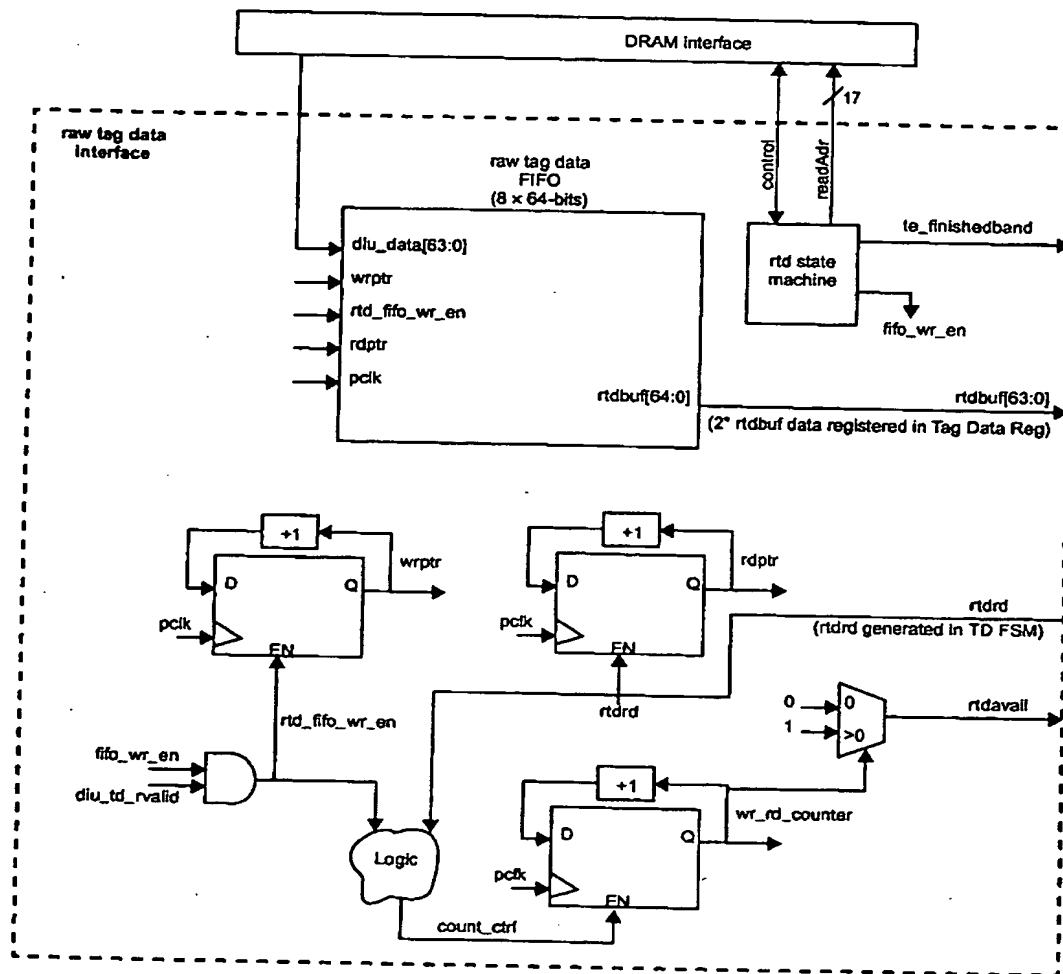 DRAM interface
17
raw tag data
interface
control
readAdr
raw tag data
FIFO
(8 × 64-bits)
te_finishedband
diu_data[63:0]
rtd state
machine
wrptr
rtd_fifo_wr_en
fifo_wr_en
rdptr
pclk
rtdbuf[64:0]
rtdbuf[63:0]
(2* rtdbuf data registered in Tag Data Reg)
+1
+1
wrptr
rdptr
D
Q
D
Q
rtdrd
pclk
pclk
(rtdrd generated in TD FSM)
EN
EN
rtd_fifo_wr_en
rtdrd
0
0
rtdavail
1
>0
fifo_wr_en
diu_td_rvalid
+1
wr_rd_counter
D
Q
Logic
pclk
EN
count_ctrl